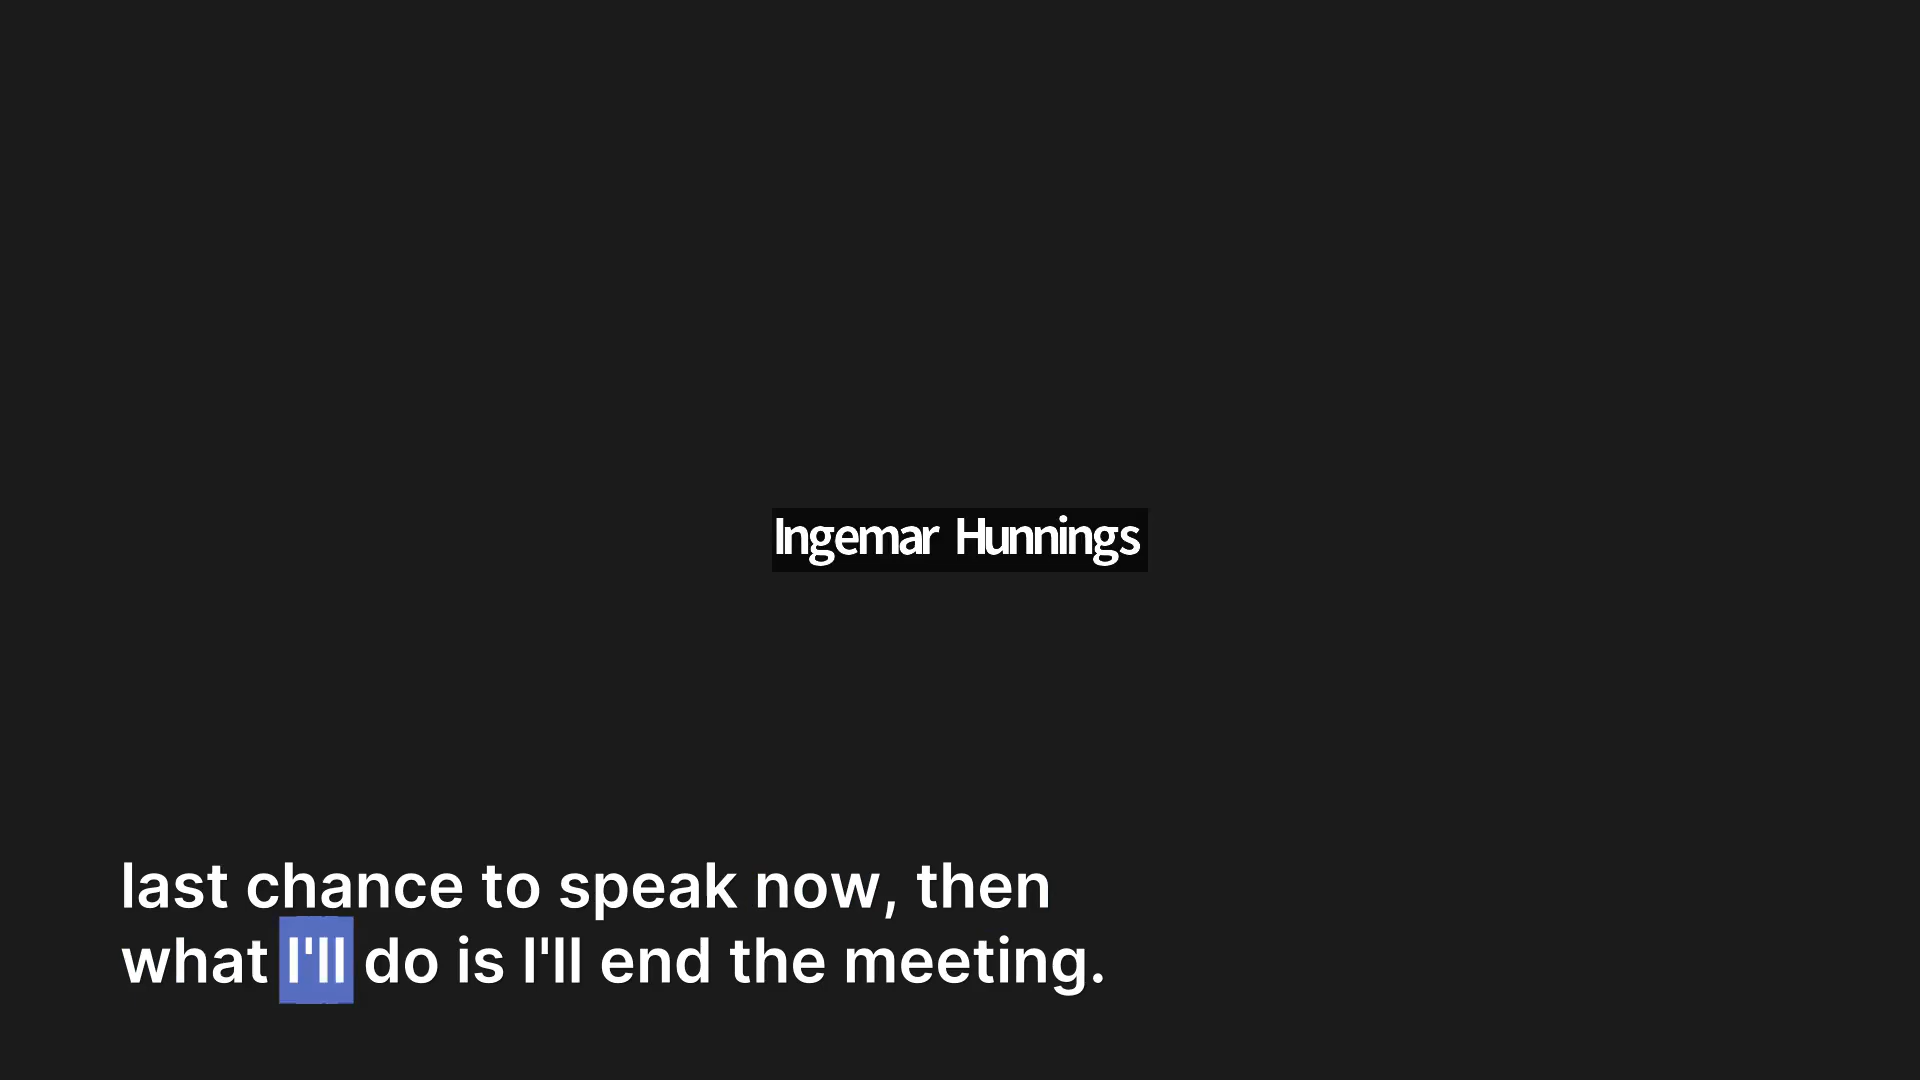 Ingemar Hunnings
last chance to speak now, then
what I'll do is I'll end the meeting.